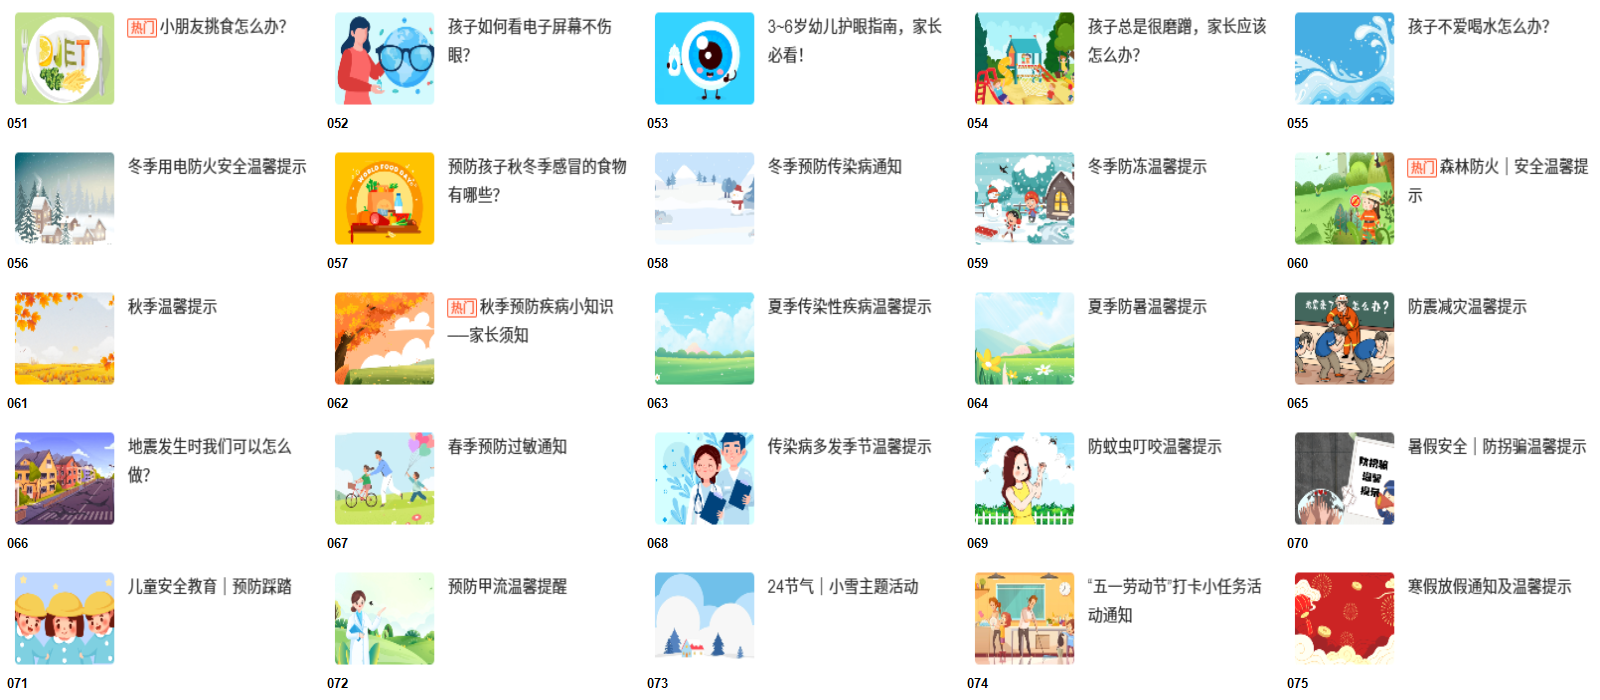 热门 小朋友挑食怎么办？
DIET
051
孩子如何看电子屏幕不伤
眼？
052
3~6岁幼儿护眼指南，家长
必看！
053
孩子总是很磨蹭，家长应该
怎么办？
054
孩子不爱喝水怎么办？
055
冬季用电防火安全温馨提示
056
预防孩子秋冬季感冒的食物
有哪些？
WORLD FOOD DAY
057
冬季预防传染病通知
058
冬季防冻温馨提示
059
热门 森林防火｜安全温馨提
示
060
秋季温馨提示
061
热门 秋季预防疾病小知识
——家长须知
062
夏季传染性疾病温馨提示
063
夏季防暑温馨提示
064
防震减灾温馨提示
怎么办？
065
地震发生时我们可以怎么
做？
066
春季预防过敏通知
067
传染病多发季节温馨提示
068
防蚊虫叮咬温馨提示
069
暑假安全｜防拐骗温馨提示
防拐骗
温馨
提示
070
儿童安全教育｜预防踩踏
071
预防甲流温馨提醒
072
24节气｜小雪主题活动
073
“五一劳动节”打卡小任务活
动通知
074
寒假放假通知及温馨提示
075